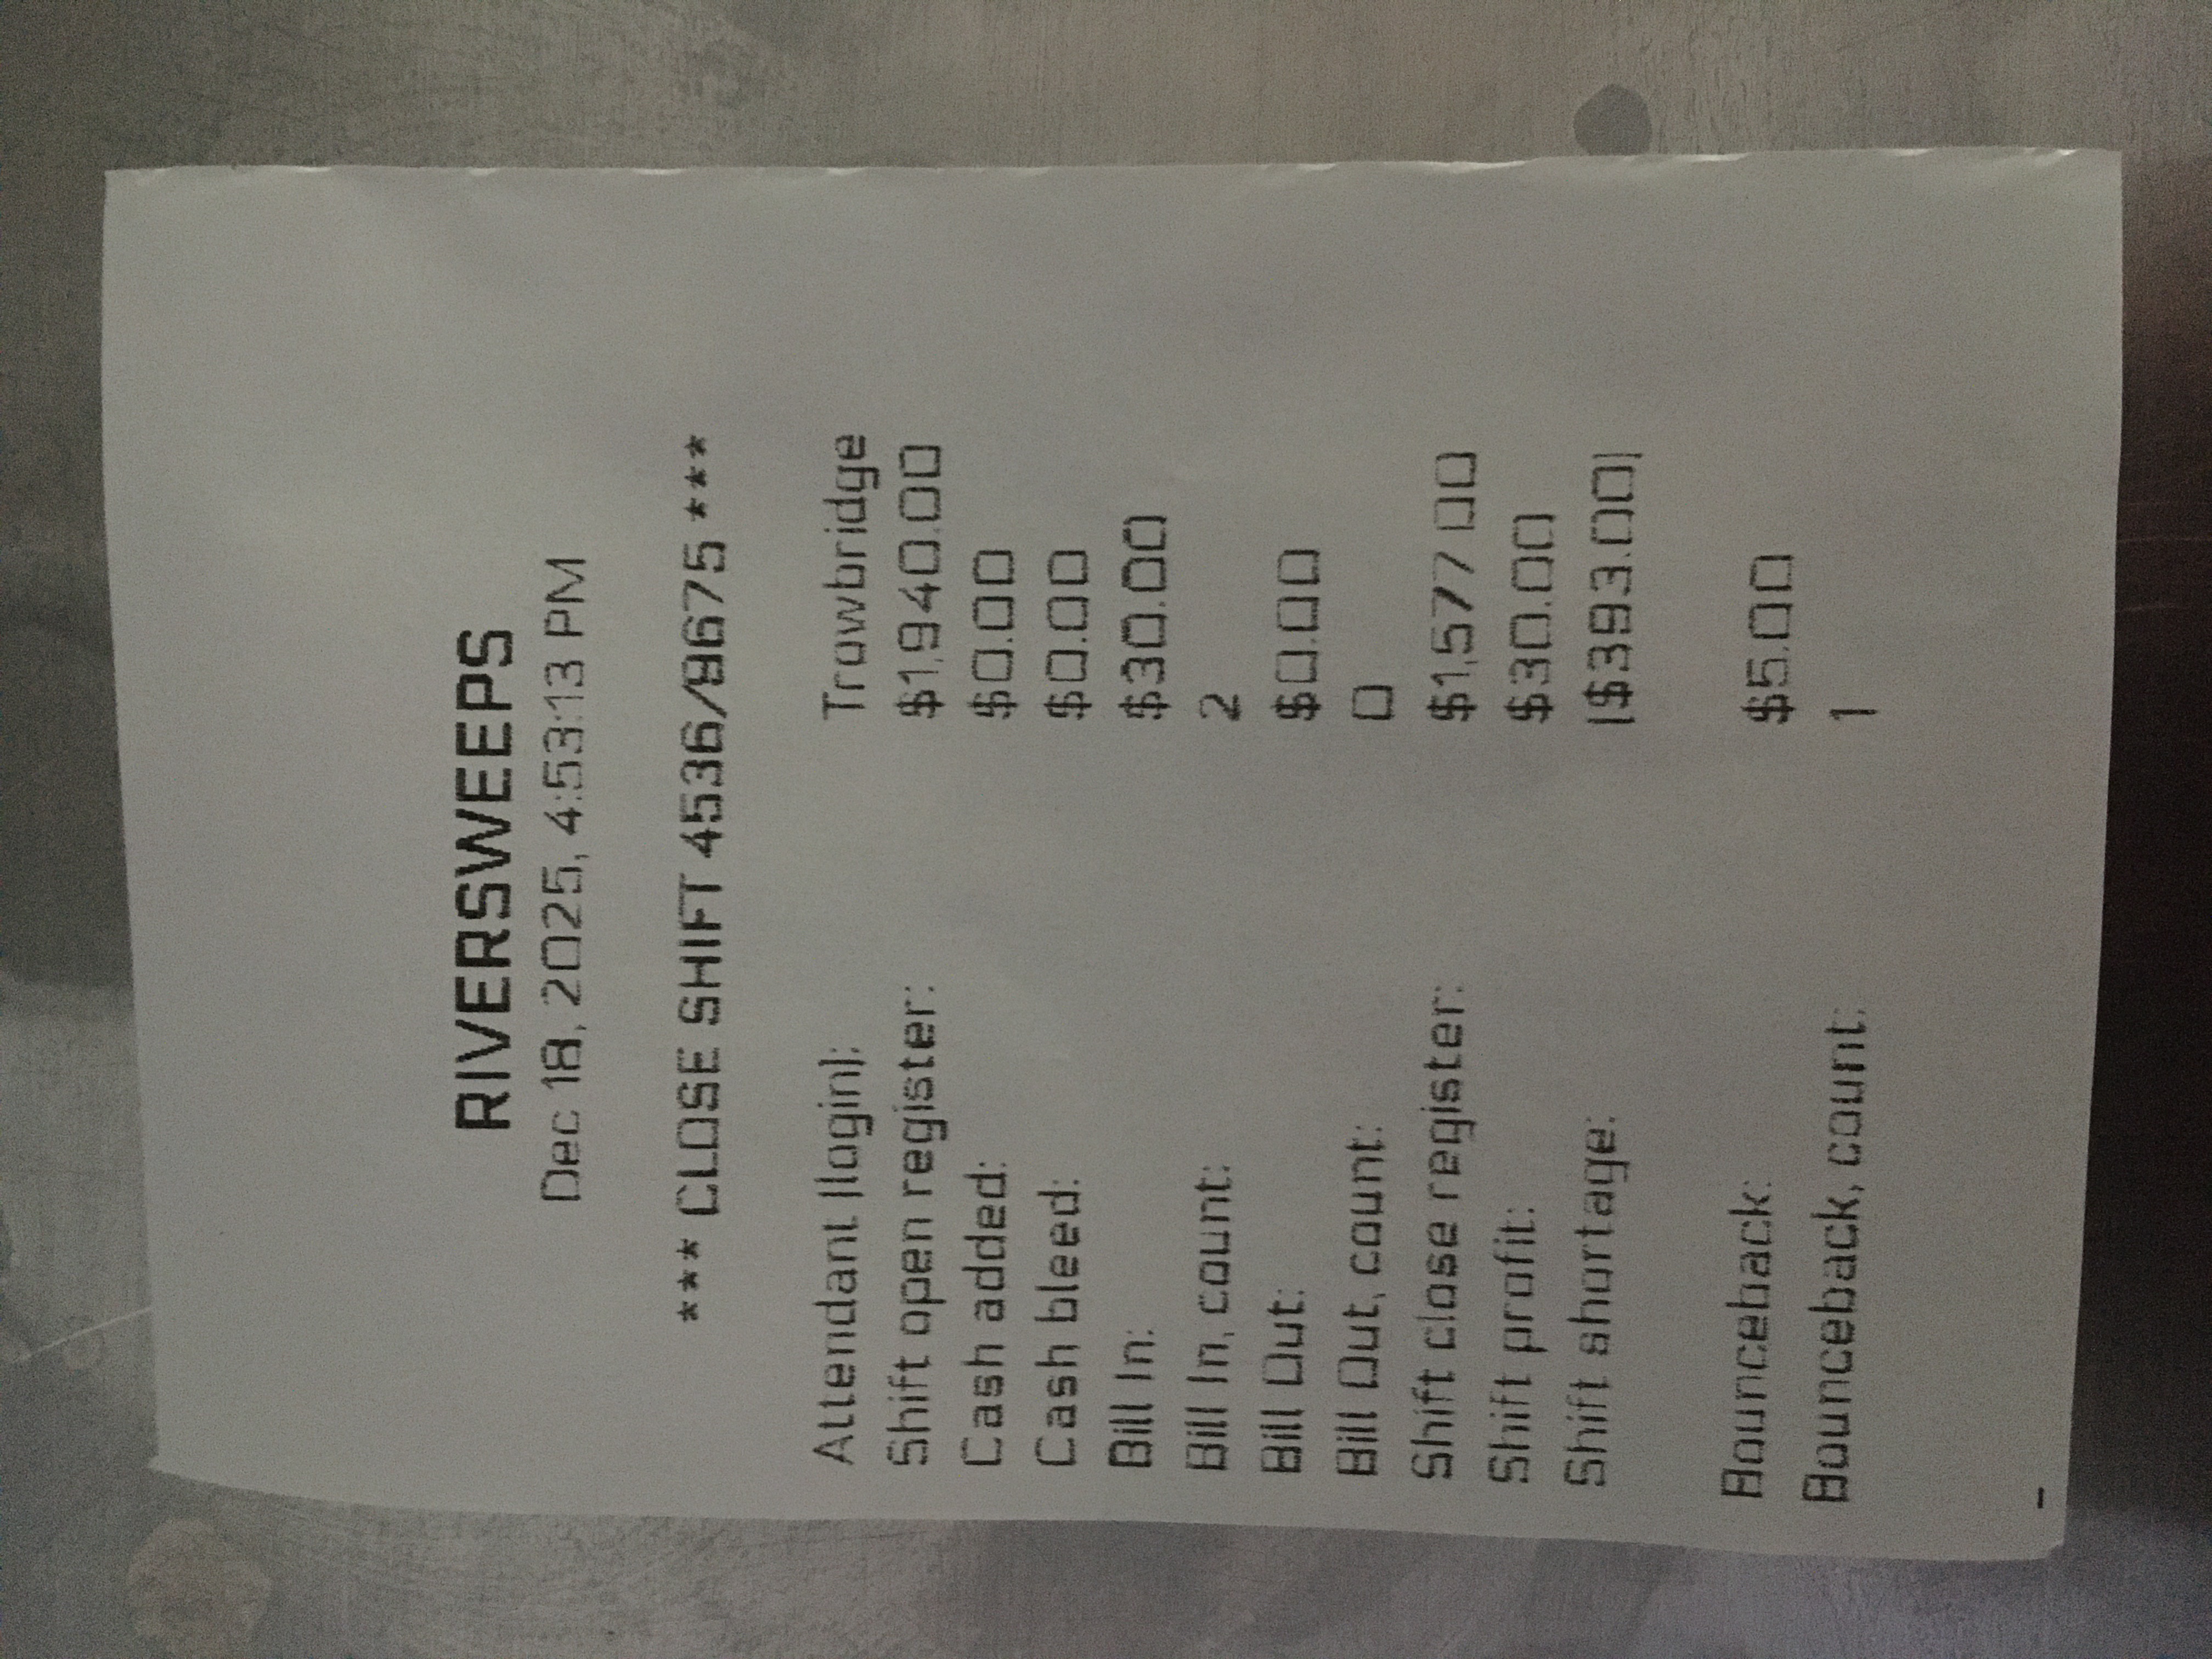 RIVERSWEEPS
Dec 18, 2025, 4:53:13 PM
*** CLOSE SHIFT 4536/8675 ***
Attendant (login): Trowbridge
Shift open register: $1,940.00
Cash added: $0.00
Cash bleed: $0.00
Bill In: $30.00
Bill In, count: 2
Bill Out: $0.00
Bill Out, count: 0
Shift close register: $1,577.00
Shift profit: $30.00
Shift shortage: ($393.00)
Bounceback: $5.00
Bounceback, count: 1